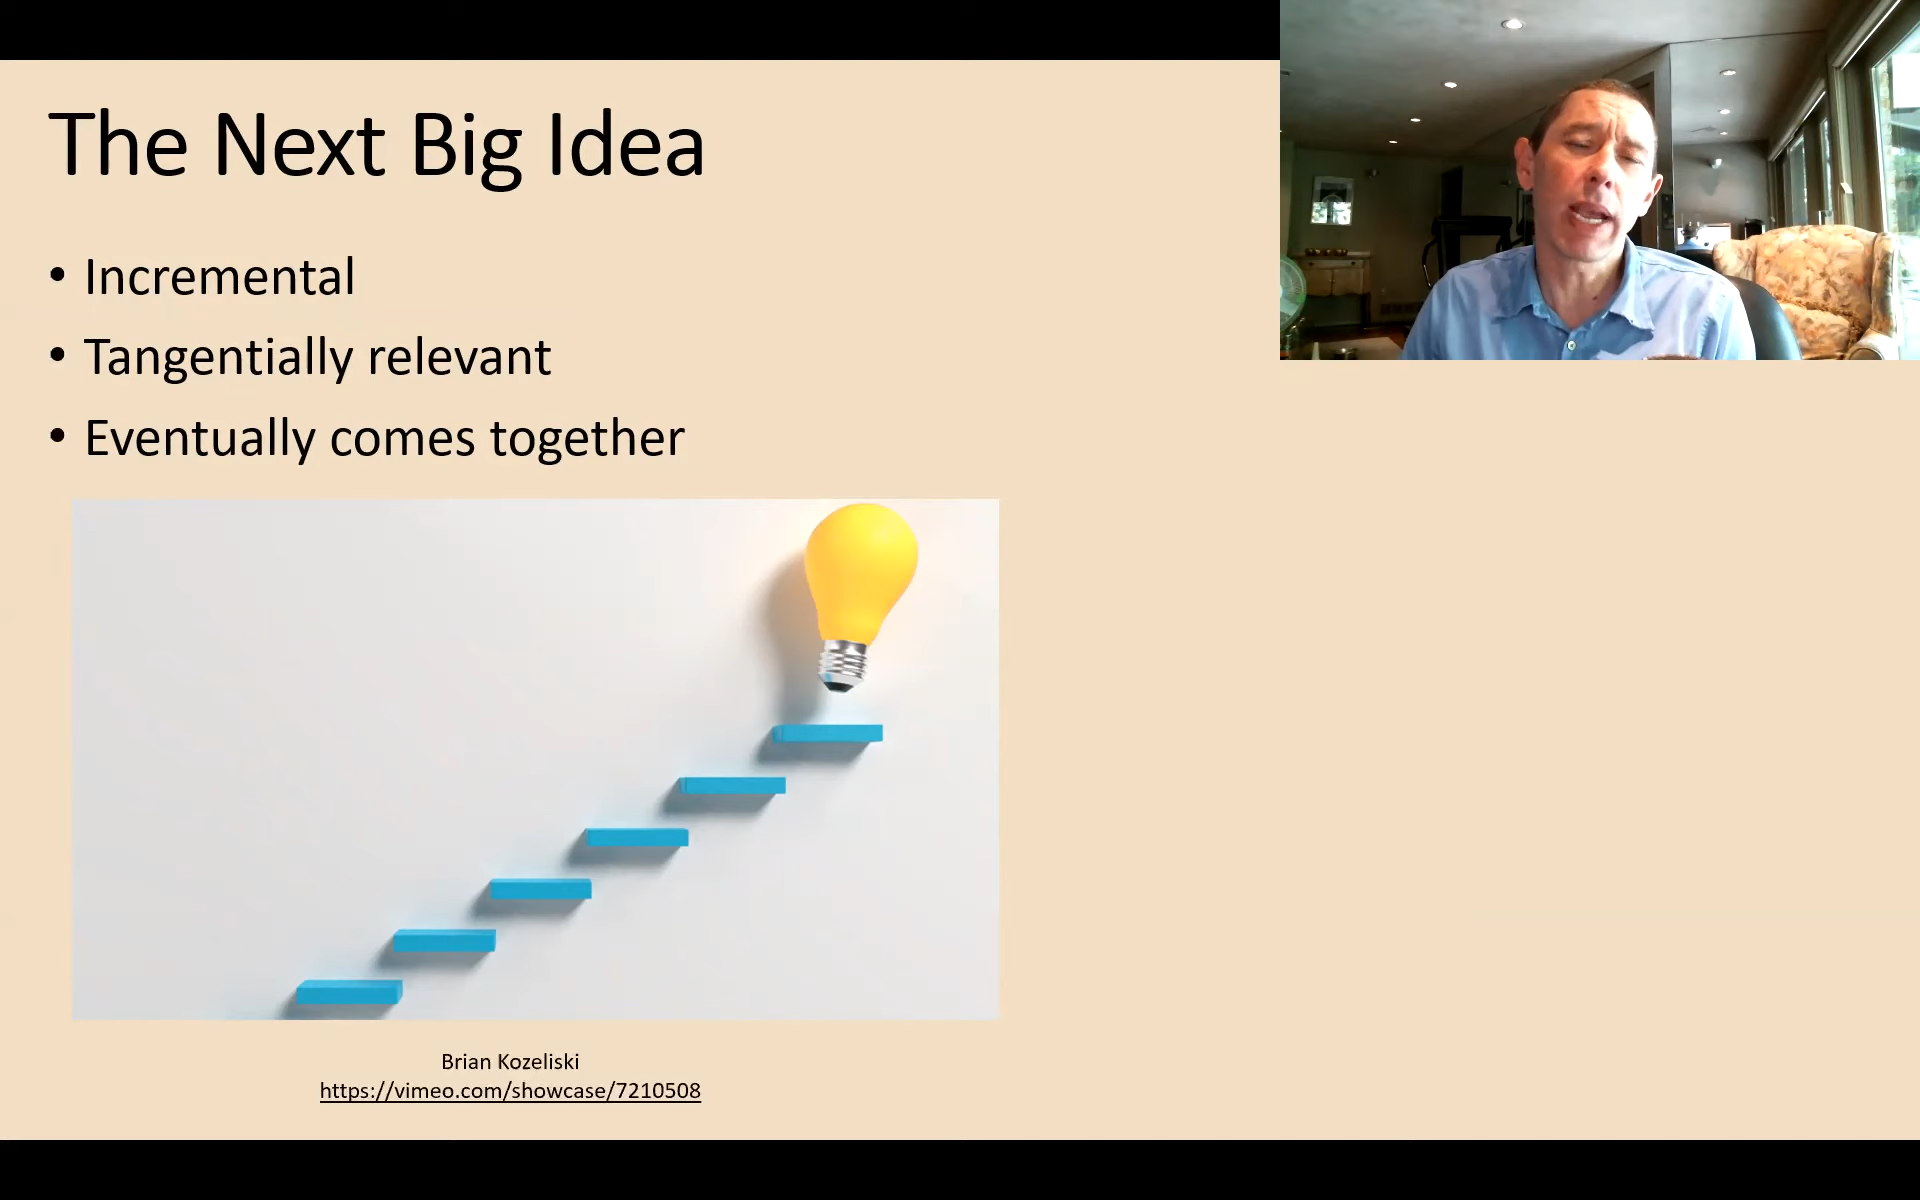 The Next Big Idea
• Incremental
• Tangentially relevant
• Eventually comes together
Brian Kozeliski
https://vimeo.com/showcase/7210508